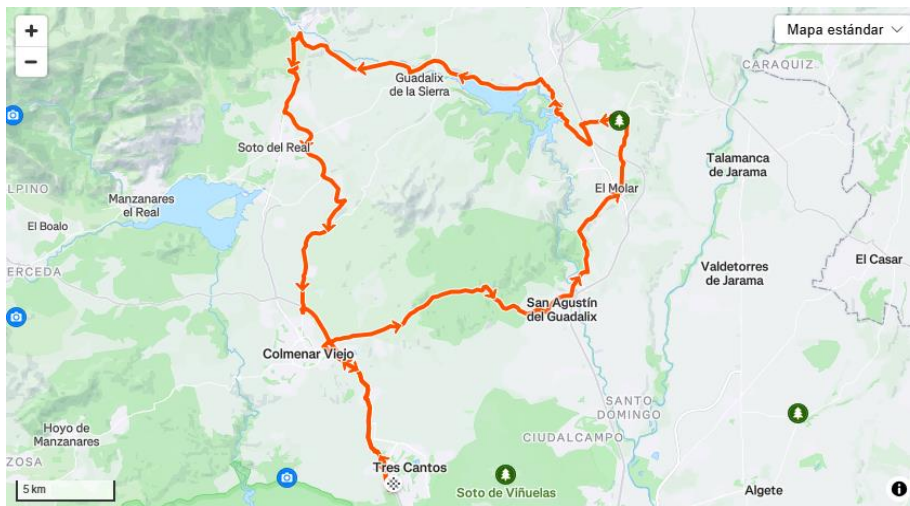 +
−
Mapa estándar
CARAQUIZ
Guadalix
de la Sierra
Soto del Real
Talamanca
de Jarama
ALPINO
Manzanares
el Real
El Molar
El Boalo
El Casar
ERCEDA
Valdetorres
de Jarama
San Agustín
del Guadalix
Colmenar Viejo
SANTO
DOMINGO
Hoyo de
Manzanares
CIUDALCAMPO
ZOSA
Tres Cantos
5 km
Soto de Viñuelas
Algete
i